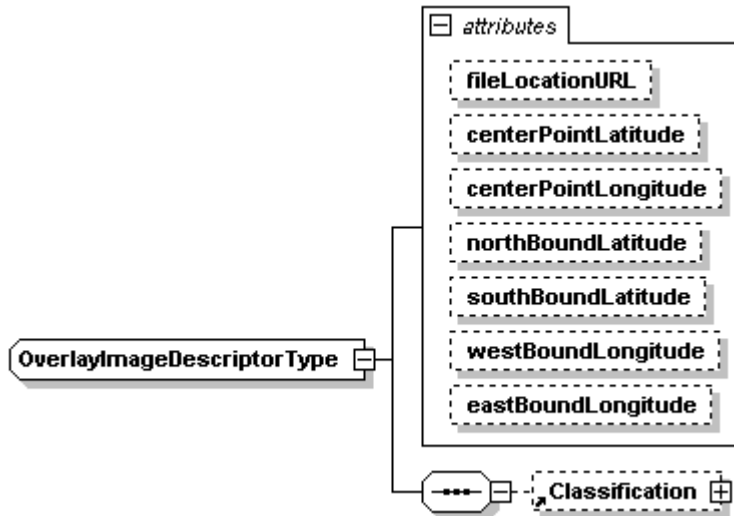 attributes
fileLocationURL
centerPointLatitude
centerPointLongitude
northBoundLatitude
southBoundLatitude
OverlayImageDescriptorType
westBoundLongitude
eastBoundLongitude
Classification